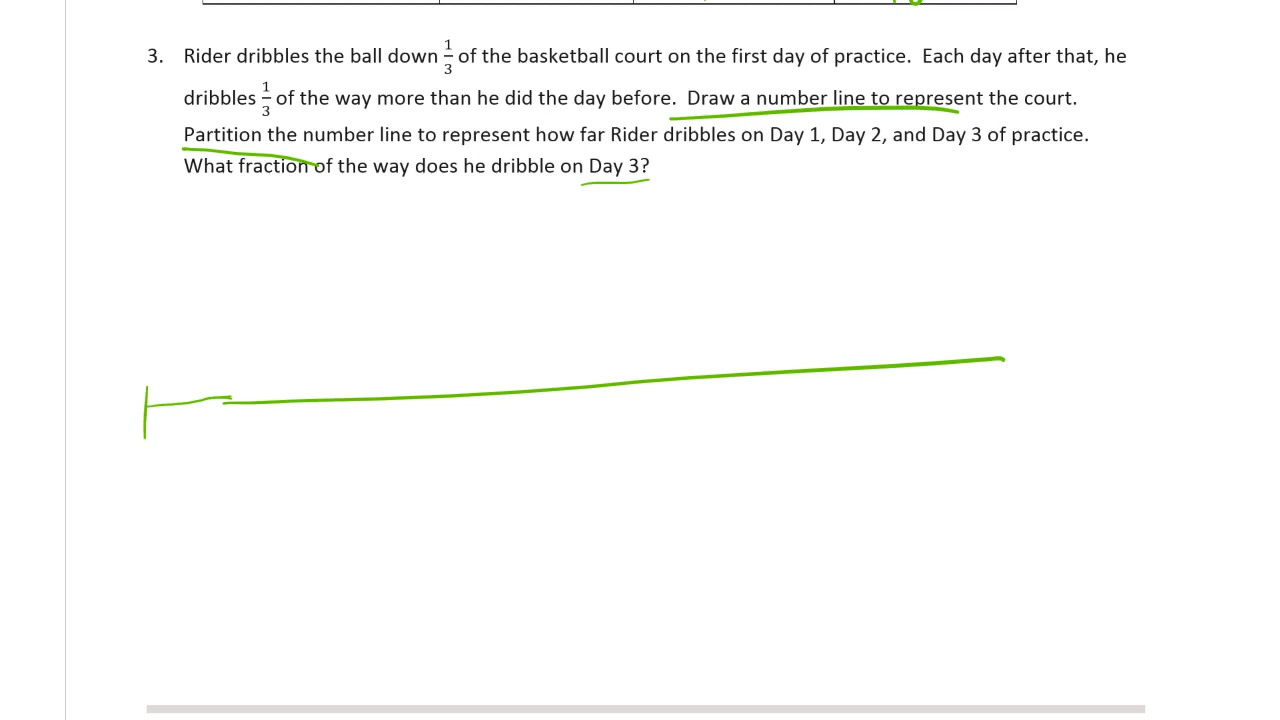 3. Rider dribbles the ball down 1/3 of the basketball court on the first day of practice. Each day after that, he
dribbles 1/3 of the way more than he did the day before. Draw a number line to represent the court.
Partition the number line to represent how far Rider dribbles on Day 1, Day 2, and Day 3 of practice.
What fraction of the way does he dribble on Day 3?